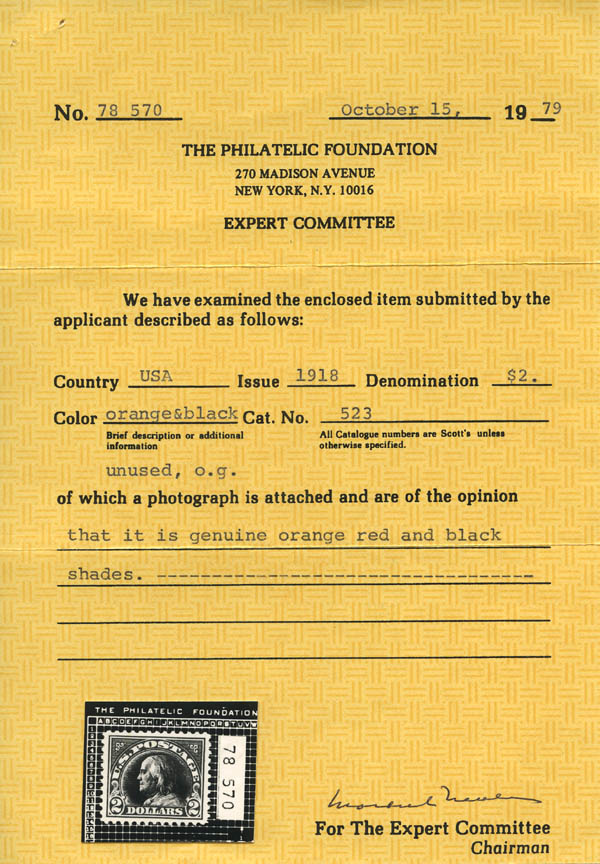 No. 78 570 October 15, 19 79
THE PHILATELIC FOUNDATION
270 MADISON AVENUE
NEW YORK, N.Y. 10016
EXPERT COMMITTEE
We have examined the enclosed item submitted by the
applicant described as follows:
Country USA Issue 1918 Denomination $2.
Color orange&black Cat. No. 523
Brief description or additional
information
All Catalogue numbers are Scott's unless
otherwise specified.
unused, o.g.
of which a photograph is attached and are of the opinion
that it is genuine orange red and black
shades. -----------------------------------
THE PHILATELIC FOUNDATION
ABCDEFGHIJKLMNOPQRSTUVW
U.S. POSTAGE
2 DOLLARS 2
78 570
For The Expert Committee
Chairman